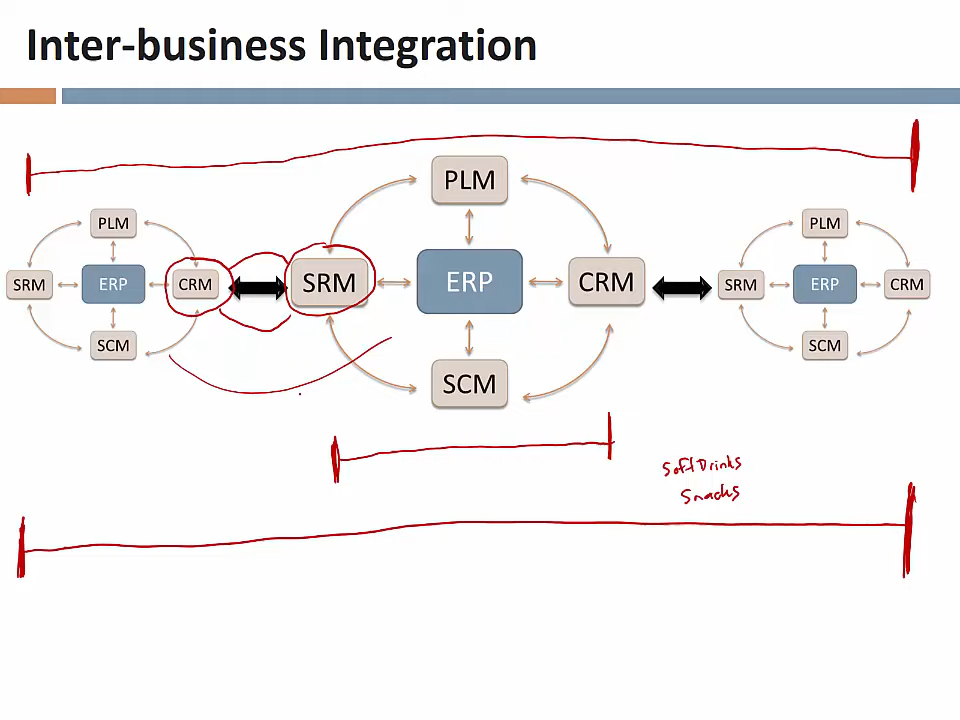 Inter-business Integration
PLM
SRM ERP CRM
SCM
PLM
SRM ERP CRM
SCM
PLM
SRM ERP CRM
SCM
Soft Drinks
Snacks